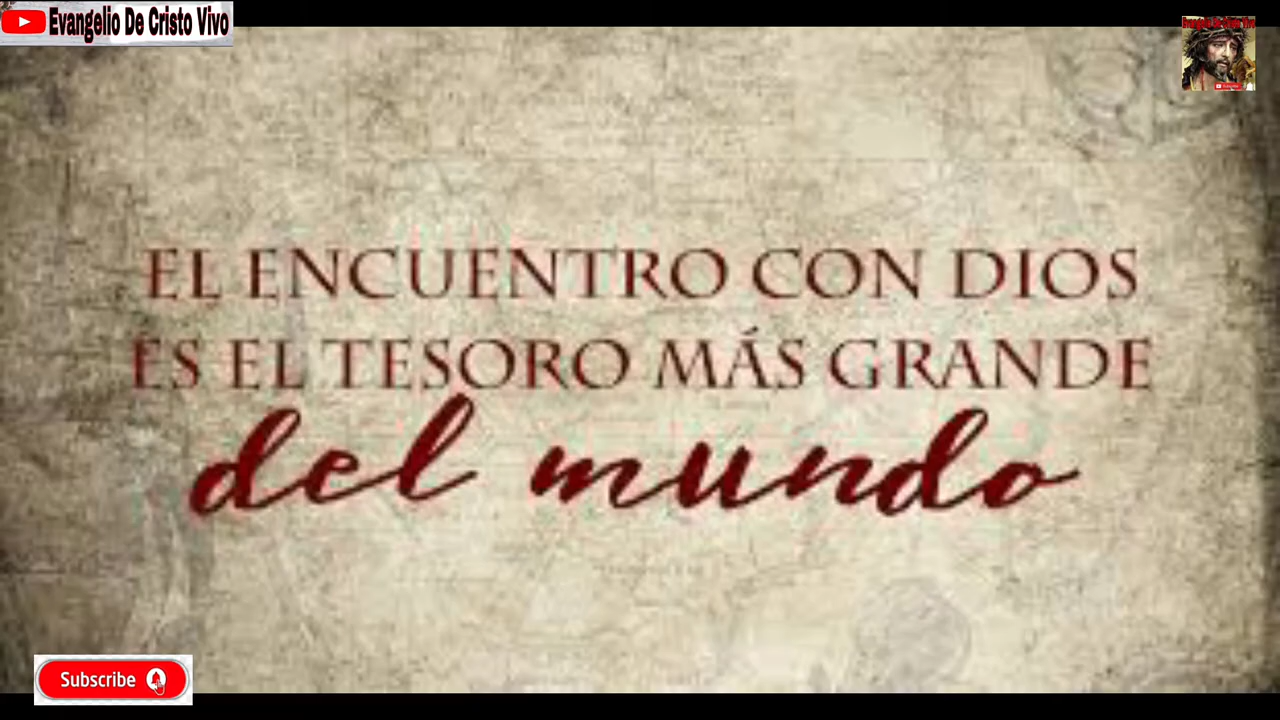 Evangelio De Cristo Vivo
EL ENCUENTRO CON DIOS
ES EL TESORO MÁS GRANDE
del mundo
Subscribe